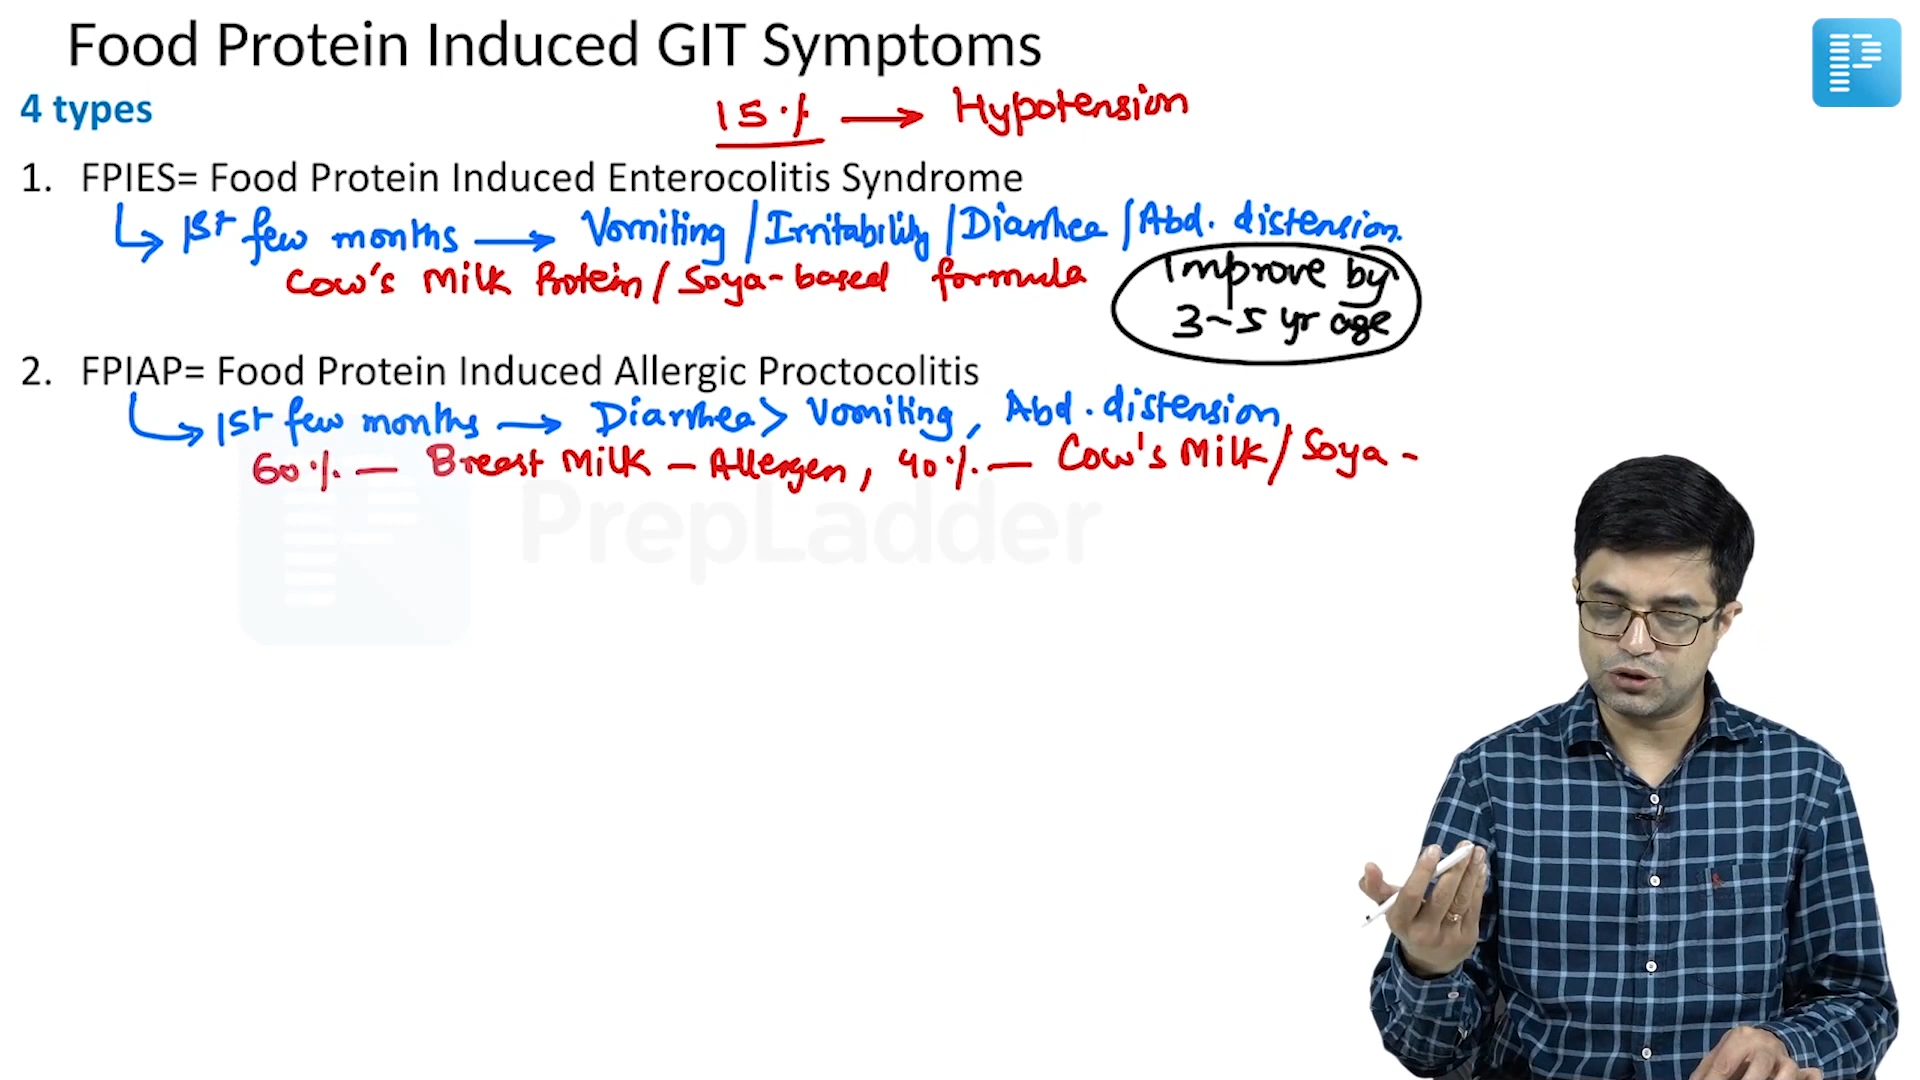 Food Protein Induced GIT Symptoms
4 types
15% → Hypotension
1. FPIES= Food Protein Induced Enterocolitis Syndrome
1st few months → Vomiting / Irritability / Diarrhea / Abd. distension.
Cow's Milk Protein / Soya-based formula
Improve by
3-5 yr age
2. FPIAP= Food Protein Induced Allergic Proctocolitis
1st few months → Diarrhea > Vomiting, Abd. distension
60% — Breast Milk - Allergen, 40% — Cow's Milk / Soya -
PrepLadder